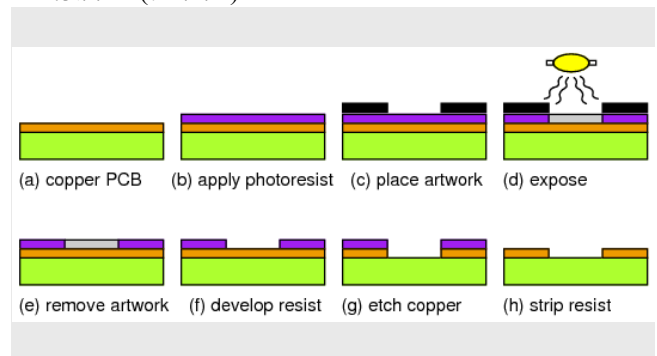 (a) copper PCB
(b) apply photoresist
(c) place artwork
(d) expose
(e) remove artwork
(f) develop resist
(g) etch copper
(h) strip resist